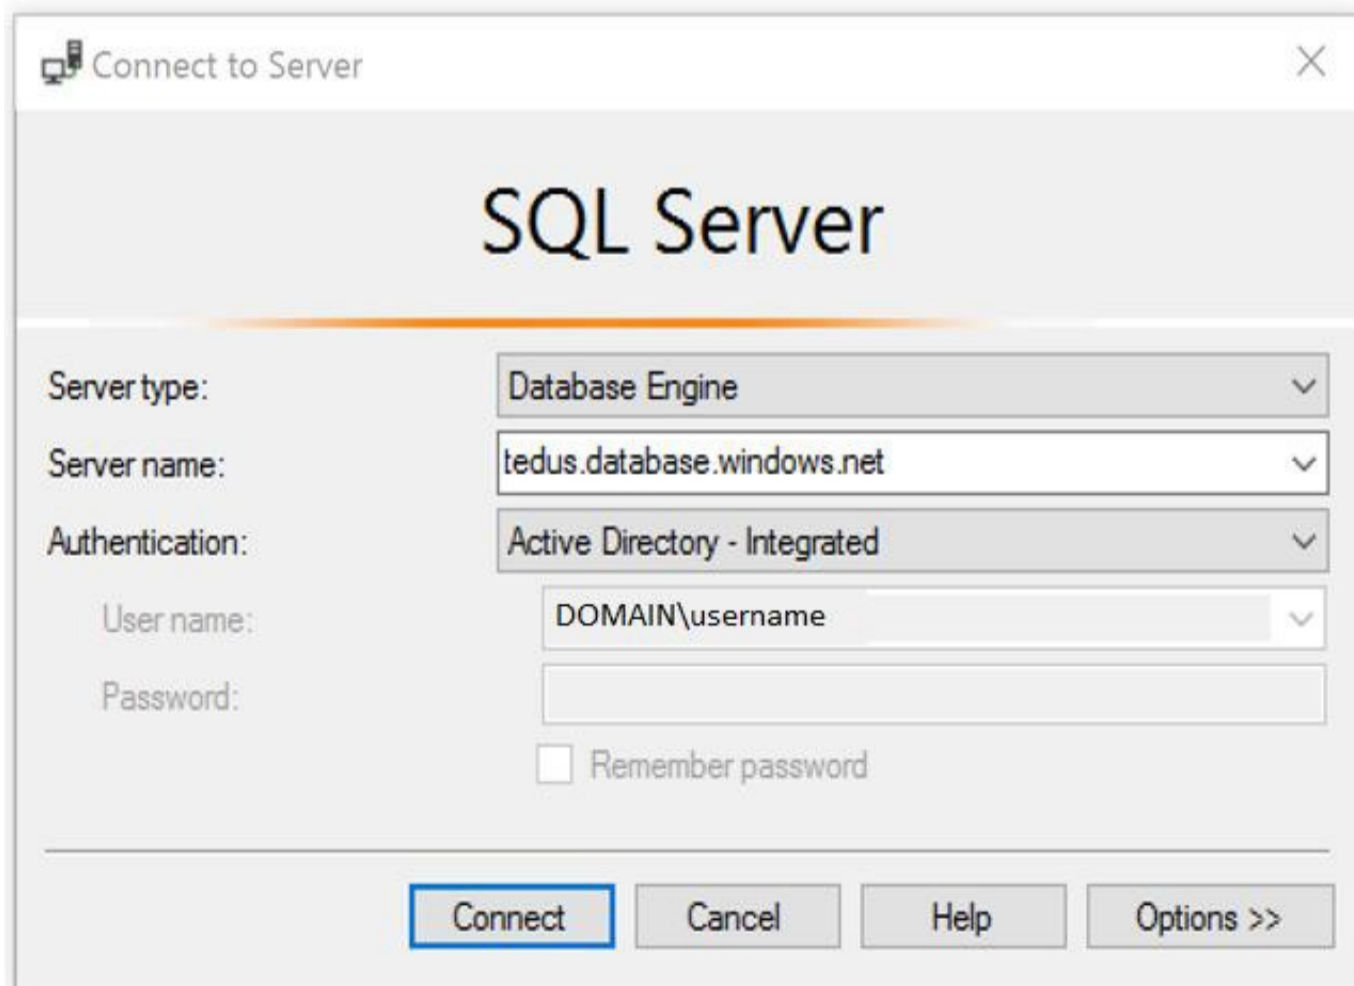 Connect to Server
SQL Server
Server type: Database Engine
Server name: tedus.database.windows.net
Authentication: Active Directory - Integrated
User name: DOMAIN\username
Password:
Remember password
Connect Cancel Help Options >>